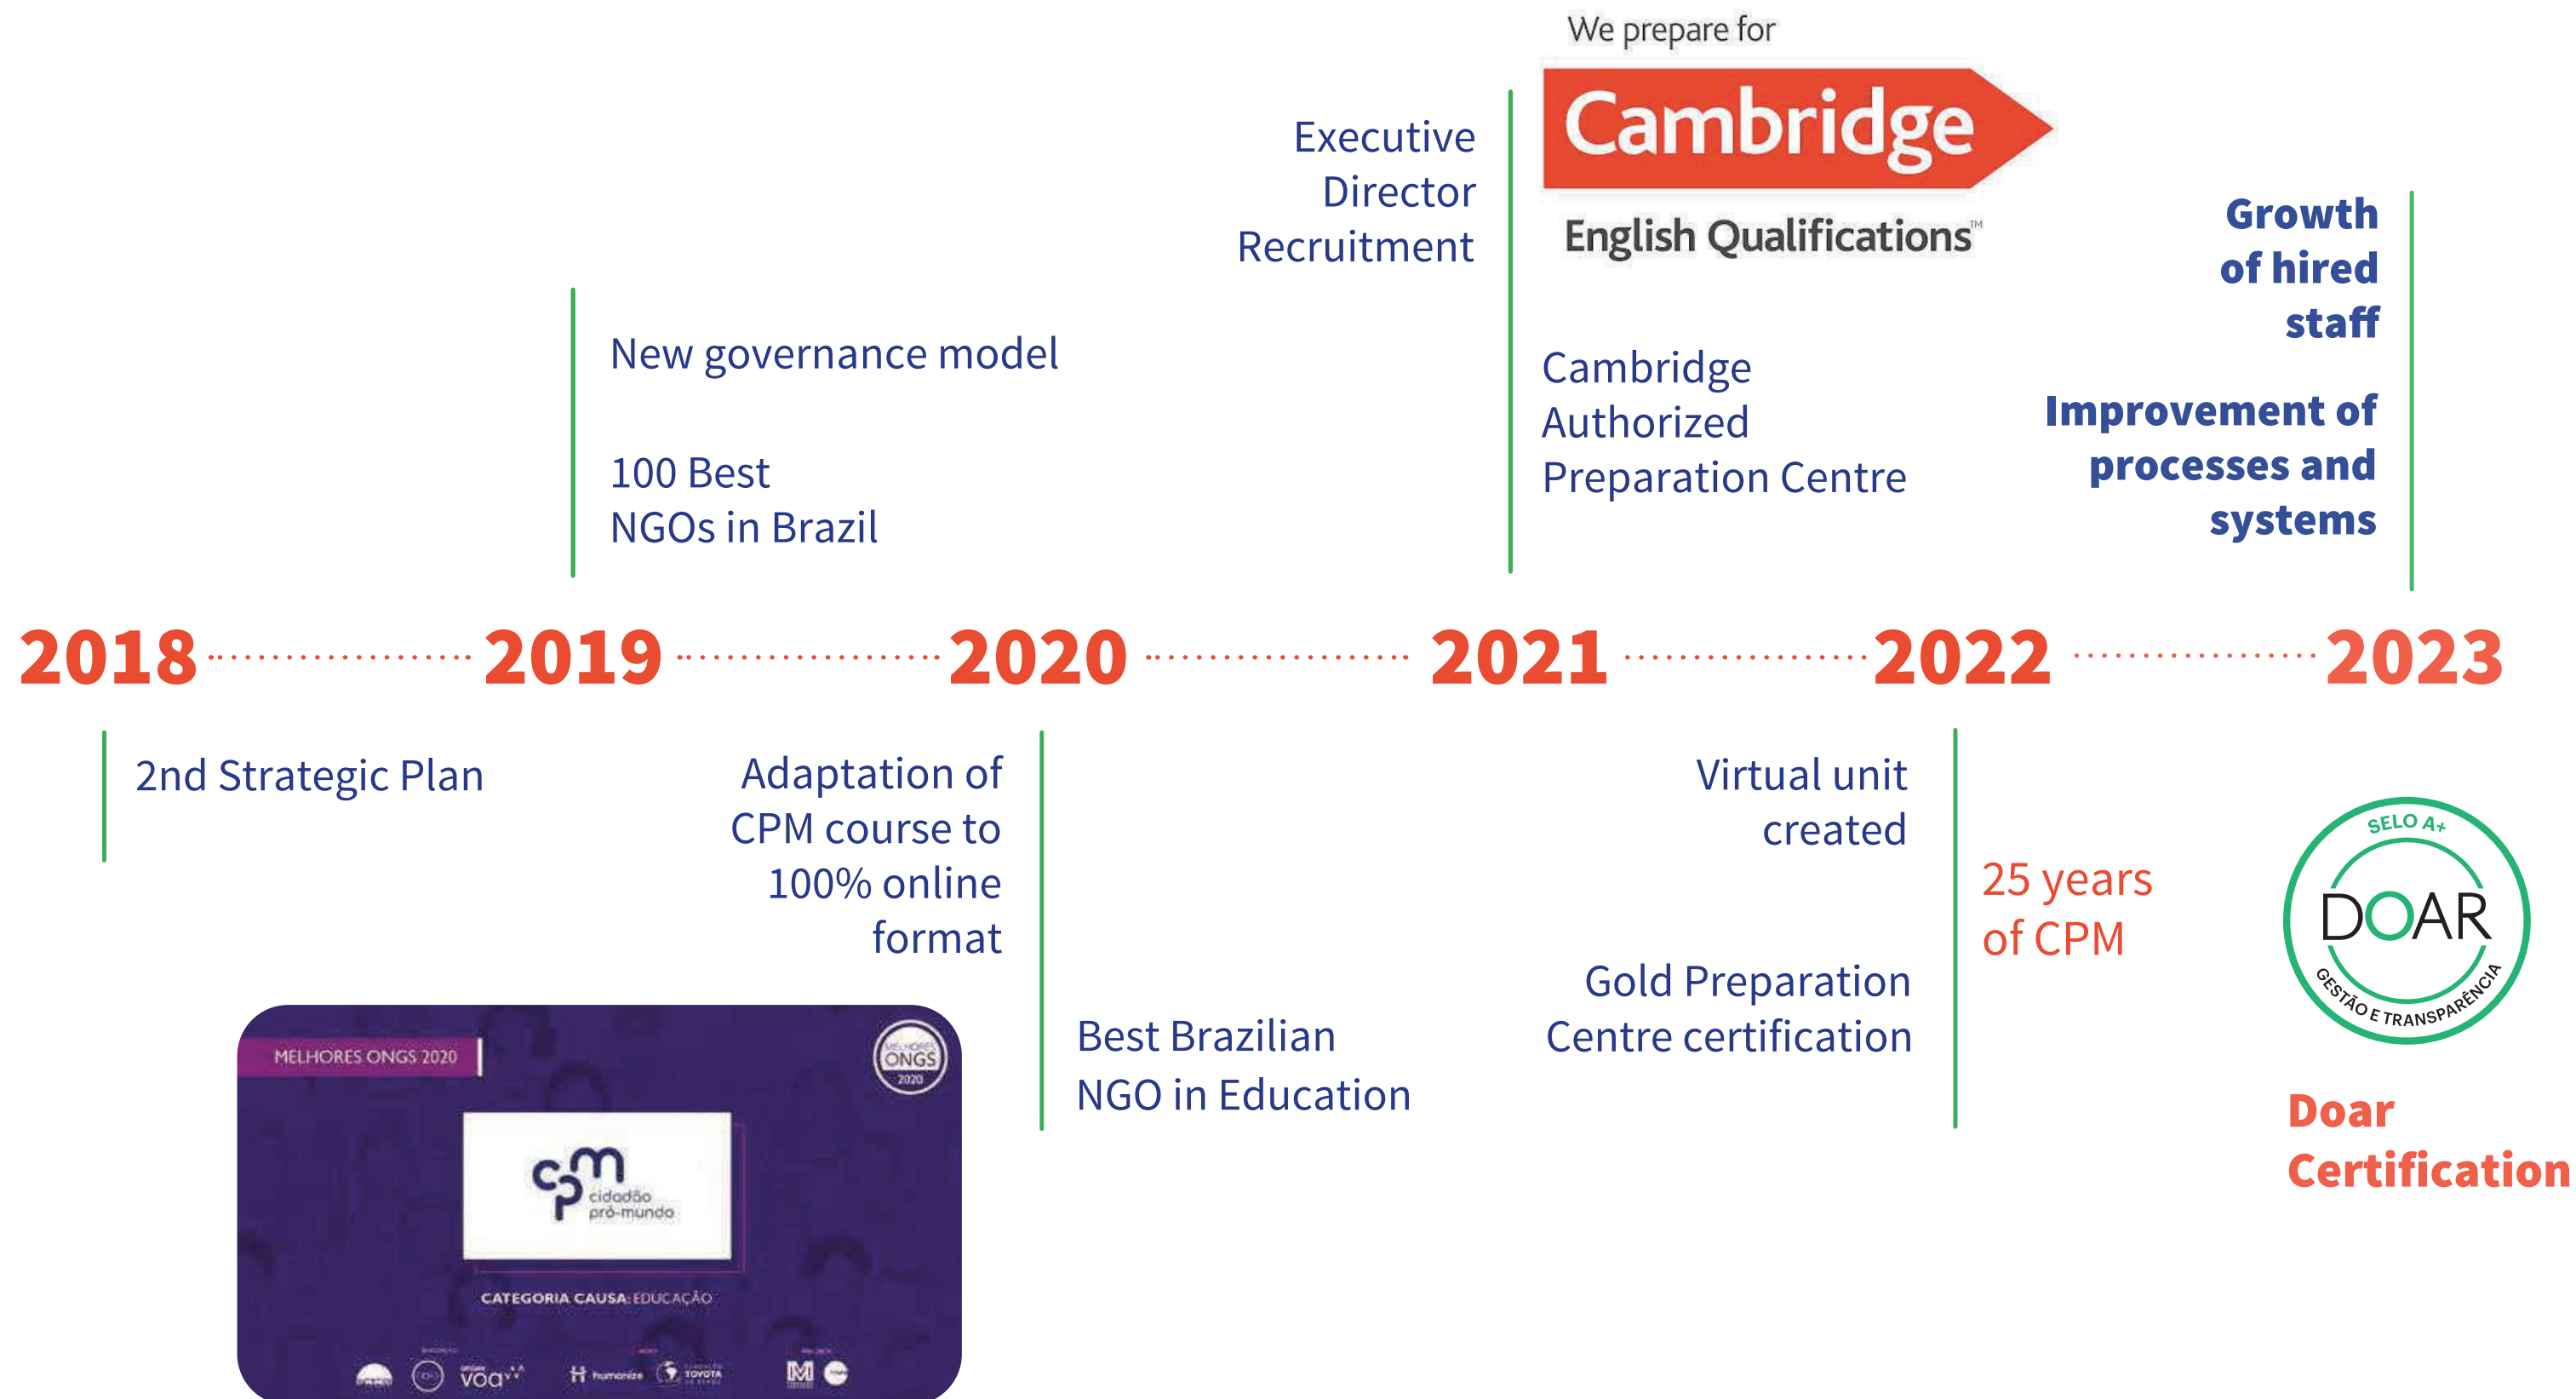 We prepare for
Cambridge
English Qualifications™
Executive
Director
Recruitment
Cambridge
Authorized
Preparation Centre
Growth
of hired
staff
Improvement of
processes and
systems
New governance model
100 Best
NGOs in Brazil
2018 2019 2020 2021 2022 2023
2nd Strategic Plan
Adaptation of
CPM course to
100% online
format
Best Brazilian
NGO in Education
Virtual unit
created
Gold Preparation
Centre certification
25 years
of CPM
SELO A+
DOAR
GESTÃO E TRANSPARÊNCIA
Doar
Certification
MELHORES ONGS 2020
MELHORES
ONGS
2020
cpm
cidadão
pró-mundo
CATEGORIA CAUSA: EDUCAÇÃO
voa
humanize
TOYOTA